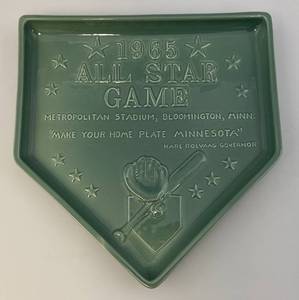 1965
ALL STAR
GAME
METROPOLITAN STADIUM, BLOOMINGTON, MINN.
"MAKE YOUR HOME PLATE MINNESOTA"
KARL ROLVAAG GOVERNOR